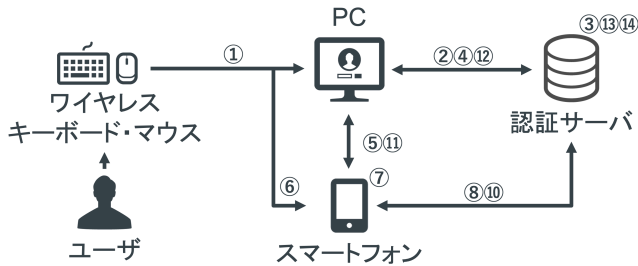 PC
③⑬⑭
①
②④⑫
ワイヤレス
キーボード・マウス
認証サーバ
⑤⑪
⑥
⑦
⑧⑩
ユーザ
スマートフォン